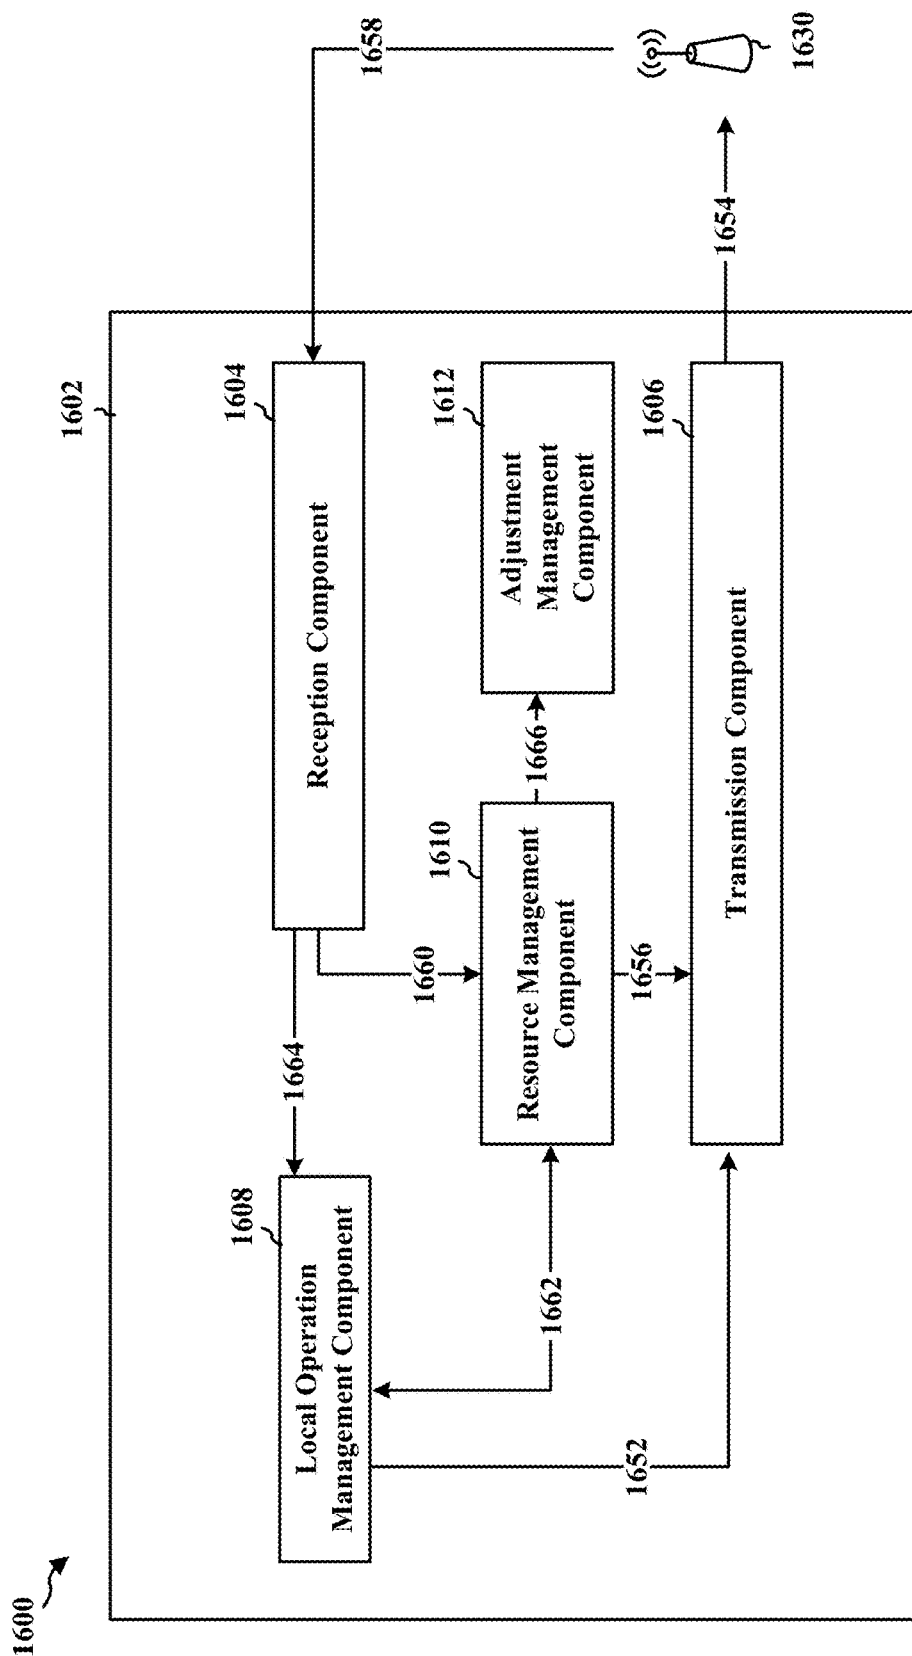 1600
1602
1608
Local Operation
Management Component
1664
1604
Reception Component
1658
1660
1662
1610
Resource Management
Component
1666
1612
Adjustment
Management
Component
1652
1656
1606
Transmission Component
1654
1630